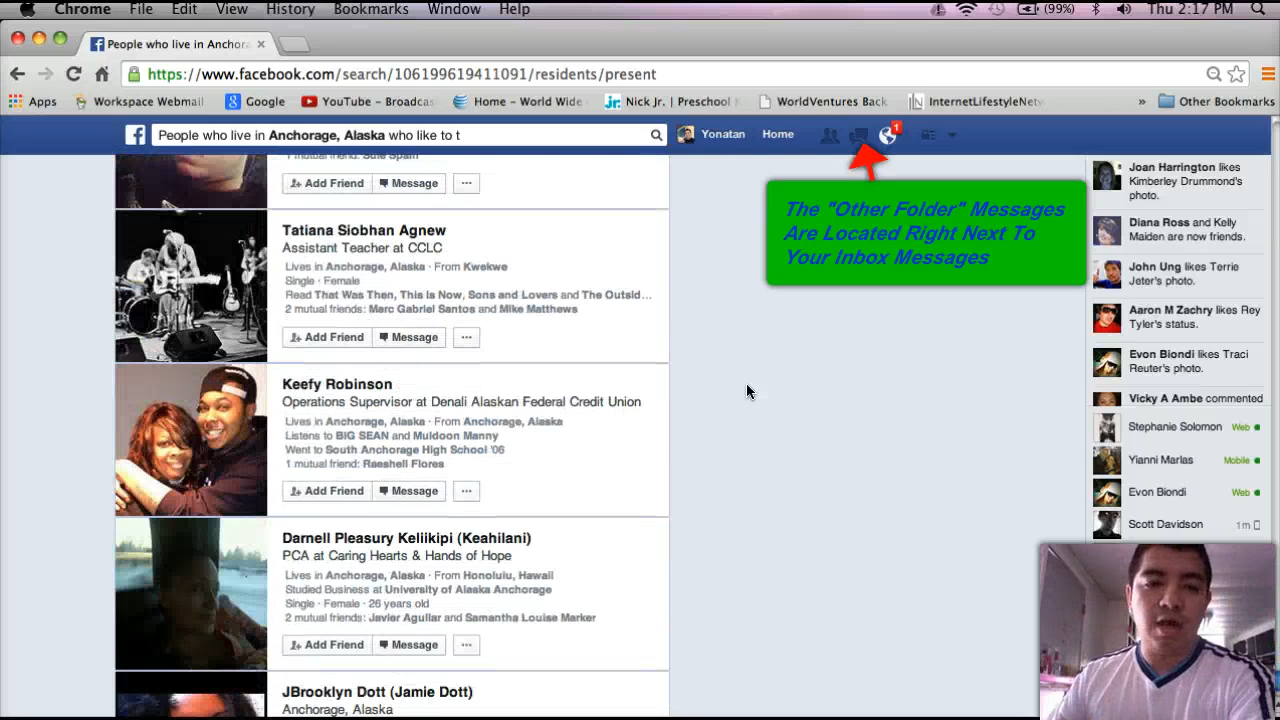 Chrome File Edit View History Bookmarks Window Help (99%) Thu 2:17 PM
People who live in Anchora
https://www.facebook.com/search/106199619411091/residents/present
Apps Workspace Webmail Google YouTube - Broadcas Home - World Wide Nick Jr. | Preschool WorldVentures Back InternetLifestyleNetw » Other Bookmarks
People who live in Anchorage, Alaska who like to t Yonatan Home 1
1 mutual friend: Sule Spain
Add Friend Message ...
Tatiana Siobhan Agnew
Assistant Teacher at CCLC
Lives in Anchorage, Alaska · From Kwekwe
Single · Female
Read That Was Then, This Is Now, Sons and Lovers and The Outsid...
2 mutual friends: Marc Gabriel Santos and Mike Matthews
Add Friend Message ...
Keefy Robinson
Operations Supervisor at Denali Alaskan Federal Credit Union
Lives in Anchorage, Alaska · From Anchorage, Alaska
Listens to BIG SEAN and Muldoon Manny
Went to South Anchorage High School '06
1 mutual friend: Raeshell Flores
Add Friend Message ...
Darnell Pleasury Keliikipi (Keahilani)
PCA at Caring Hearts & Hands of Hope
Lives in Anchorage, Alaska · From Honolulu, Hawaii
Studied Business at University of Alaska Anchorage
Single · Female · 26 years old
2 mutual friends: Javier Aguilar and Samantha Louise Marker
Add Friend Message ...
JBrooklyn Dott (Jamie Dott)
Anchorage, Alaska
The "Other Folder" Messages
Are Located Right Next To
Your Inbox Messages
Joan Harrington likes
Kimberley Drummond's
photo.
Diana Ross and Kelly
Maiden are now friends.
John Ung likes Terrie
Jeter's photo.
Aaron M Zachry likes Rey
Tyler's status.
Evon Biondi likes Traci
Reuter's photo.
Vicky A Ambe commented
Stephanie Solomon Web
Yianni Marlas Mobile
Evon Biondi Web
Scott Davidson 1m